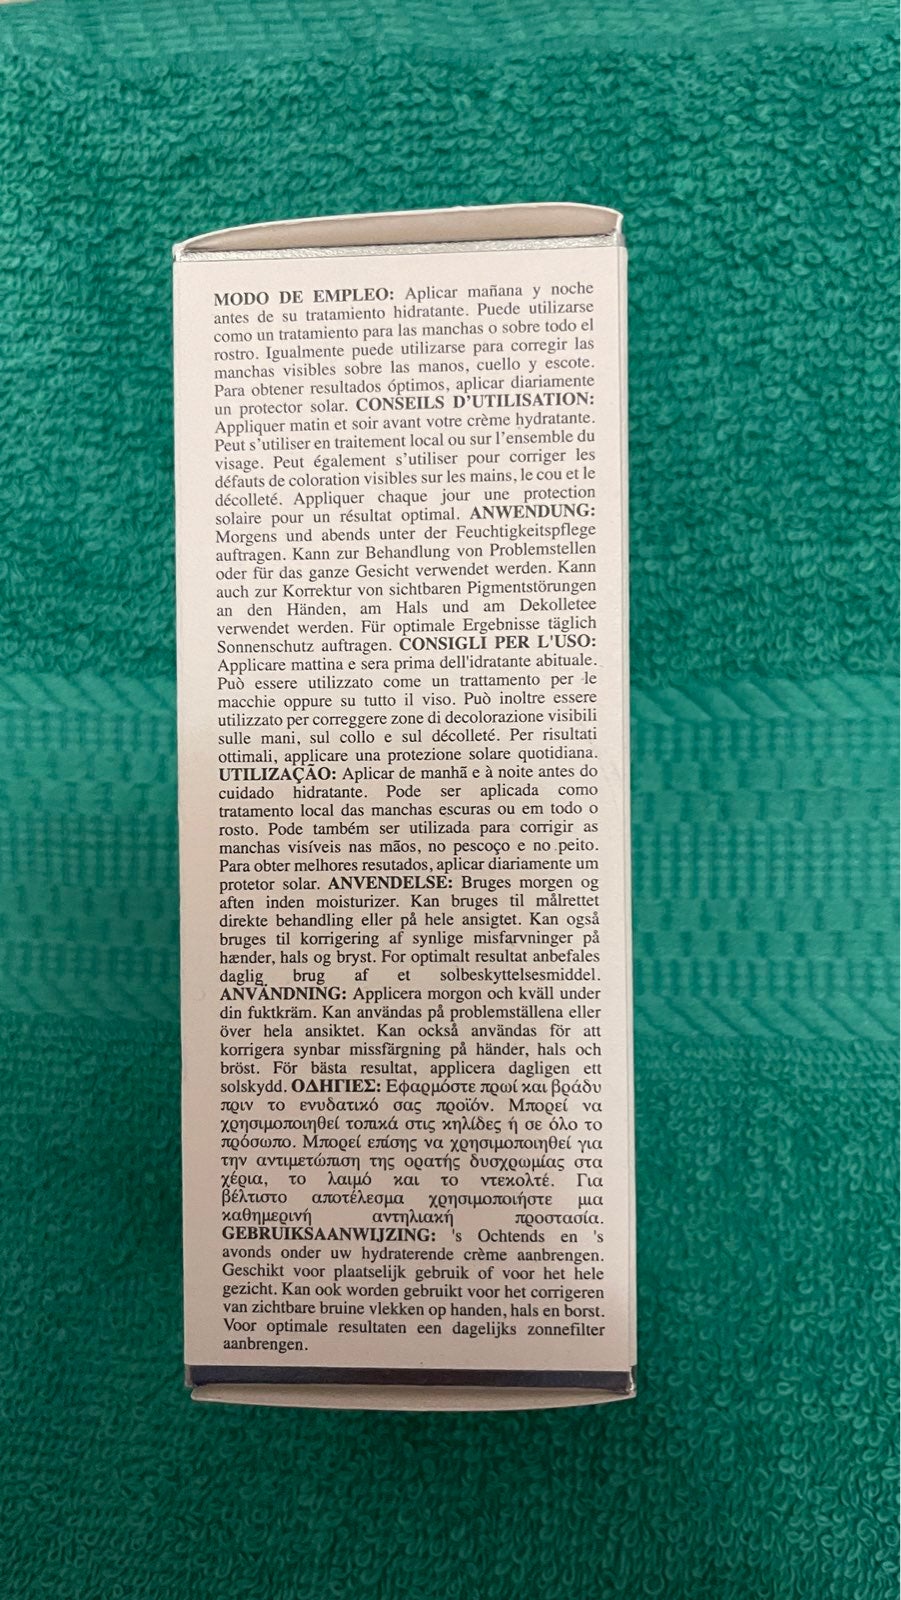 MODO DE EMPLEO: Aplicar mañana y noche
antes de su tratamiento hidratante. Puede utilizarse
como un tratamiento para las manchas o sobre todo el
rostro. Igualmente puede utilizarse para corregir las
manchas visibles sobre las manos, cuello y escote.
Para obtener resultados óptimos, aplicar diariamente
un protector solar. CONSEILS D'UTILISATION:
Appliquer matin et soir avant votre crème hydratante.
Peut s'utiliser en traitement local ou sur l'ensemble du
visage. Peut également s'utiliser pour corriger les
défauts de coloration visibles sur les mains, le cou et le
décolleté. Appliquer chaque jour une protection
solaire pour un résultat optimal. ANWENDUNG:
Morgens und abends unter der Feuchtigkeitspflege
auftragen. Kann zur Behandlung von Problemstellen
oder für das ganze Gesicht verwendet werden. Kann
auch zur Korrektur von sichtbaren Pigmentstörungen
an den Händen, am Hals und am Dekolletee
verwendet werden. Für optimale Ergebnisse täglich
Sonnenschutz auftragen. CONSIGLI PER L'USO:
Applicare mattina e sera prima dell'idratante abituale.
Può essere utilizzato come un trattamento per le
macchie oppure su tutto il viso. Può inoltre essere
utilizzato per correggere zone di decolorazione visibili
sulle mani, sul collo e sul décolleté. Per risultati
ottimali, applicare una protezione solare quotidiana.
UTILIZAÇÃO: Aplicar de manhã e à noite antes do
cuidado hidratante. Pode ser aplicada como
tratamento local das manchas escuras ou em todo o
rosto. Pode também ser utilizada para corrigir as
manchas visíveis nas mãos, no pescoço e no peito.
Para obter melhores resutados, aplicar diariamente um
protetor solar. ANVENDELSE: Bruges morgen og
aften inden moisturizer. Kan bruges til målrettet
direkte behandling eller på hele ansigtet. Kan også
bruges til korrigering af synlige misfarvninger på
hænder, hals og bryst. For optimalt resultat anbefales
daglig brug af et solbeskyttelsesmiddel.
ANVÄNDNING: Applicera morgon och kväll under
din fuktkräm. Kan användas på problemställena eller
över hela ansiktet. Kan också användas för att
korrigera synbar missfärgning på händer, hals och
bröst. För bästa resultat, applicera dagligen ett
solskydd. ΟΔΗΓΙΕΣ: Εφαρμόστε πρωί και βράδυ
πριν το ενυδατικό σας προϊόν. Μπορεί να
χρησιμοποιηθεί τοπικά στις κηλίδες ή σε όλο το
πρόσωπο. Μπορεί επίσης να χρησιμοποιηθεί για
την αντιμετώπιση της ορατής δυσχρωμίας στα
χέρια, το λαιμό και το ντεκολτέ. Για
βέλτιστο αποτέλεσμα χρησιμοποιήστε μια
καθημερινή αντηλιακή προστασία.
GEBRUIKSAANWIJZING: 's Ochtends en 's
avonds onder uw hydraterende crème aanbrengen.
Geschikt voor plaatselijk gebruik of voor het hele
gezicht. Kan ook worden gebruikt voor het corrigeren
van zichtbare bruine vlekken op handen, hals en borst.
Voor optimale resultaten een dagelijks zonnefilter
aanbrengen.